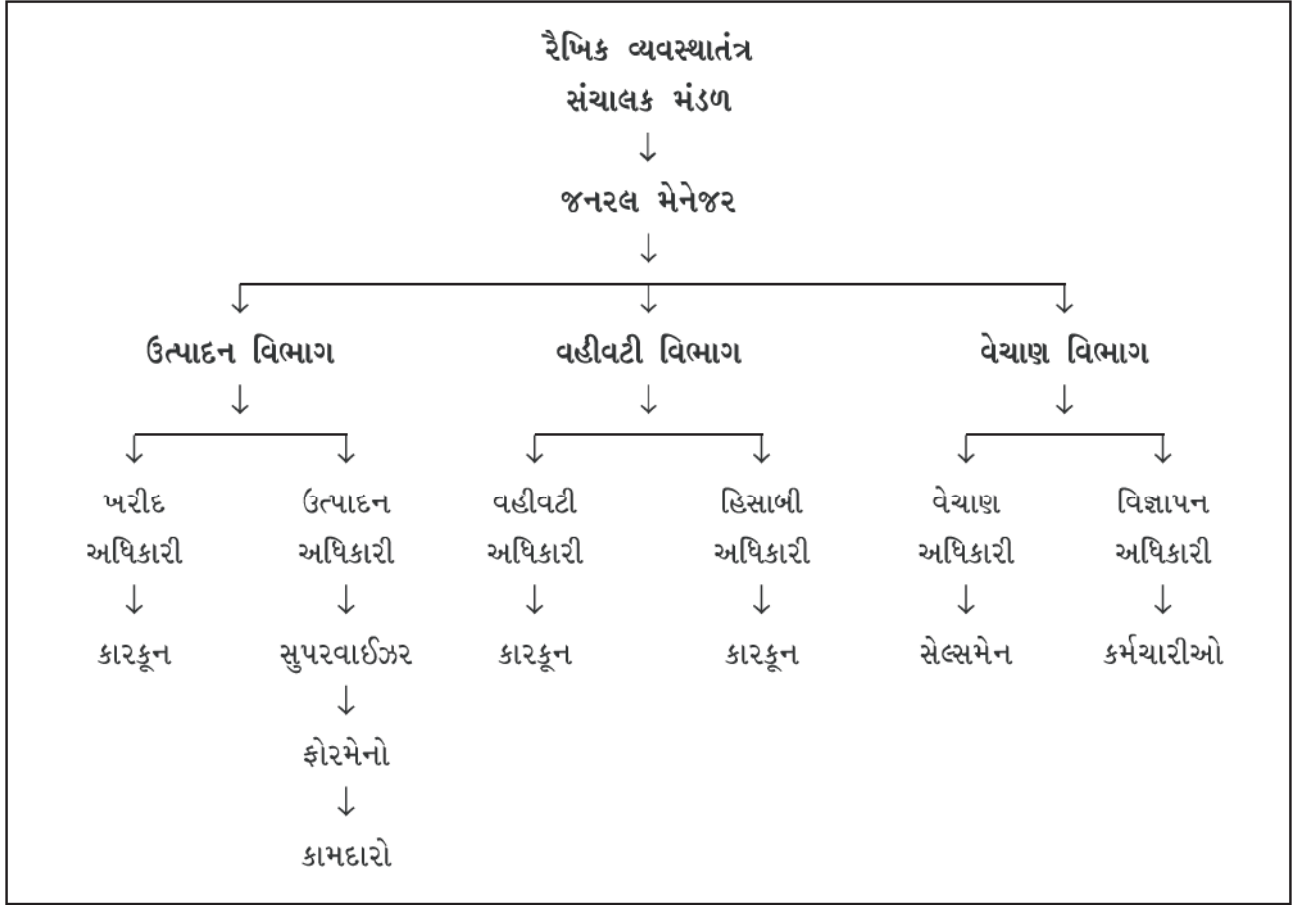 રૈખિક વ્યવસ્થાતંત્ર
સંચાલક મંડળ
↓
જનરલ મેનેજર
↓
↓ ↓ ↓
ઉત્પાદન વિભાગ વહીવટી વિભાગ વેચાણ વિભાગ
↓ ↓ ↓
↓ ↓ ↓ ↓ ↓ ↓
ખરીદ ઉત્પાદન વહીવટી હિસાબી વેચાણ વિજ્ઞાપન
અધિકારી અધિકારી અધિકારી અધિકારી અધિકારી અધિકારી
↓ ↓ ↓ ↓ ↓ ↓
કારકૂન સુપરવાઈઝર કારકૂન કારકૂન સેલ્સમેન કર્મચારીઓ
↓
ફોરમેનો
↓
કામદારો